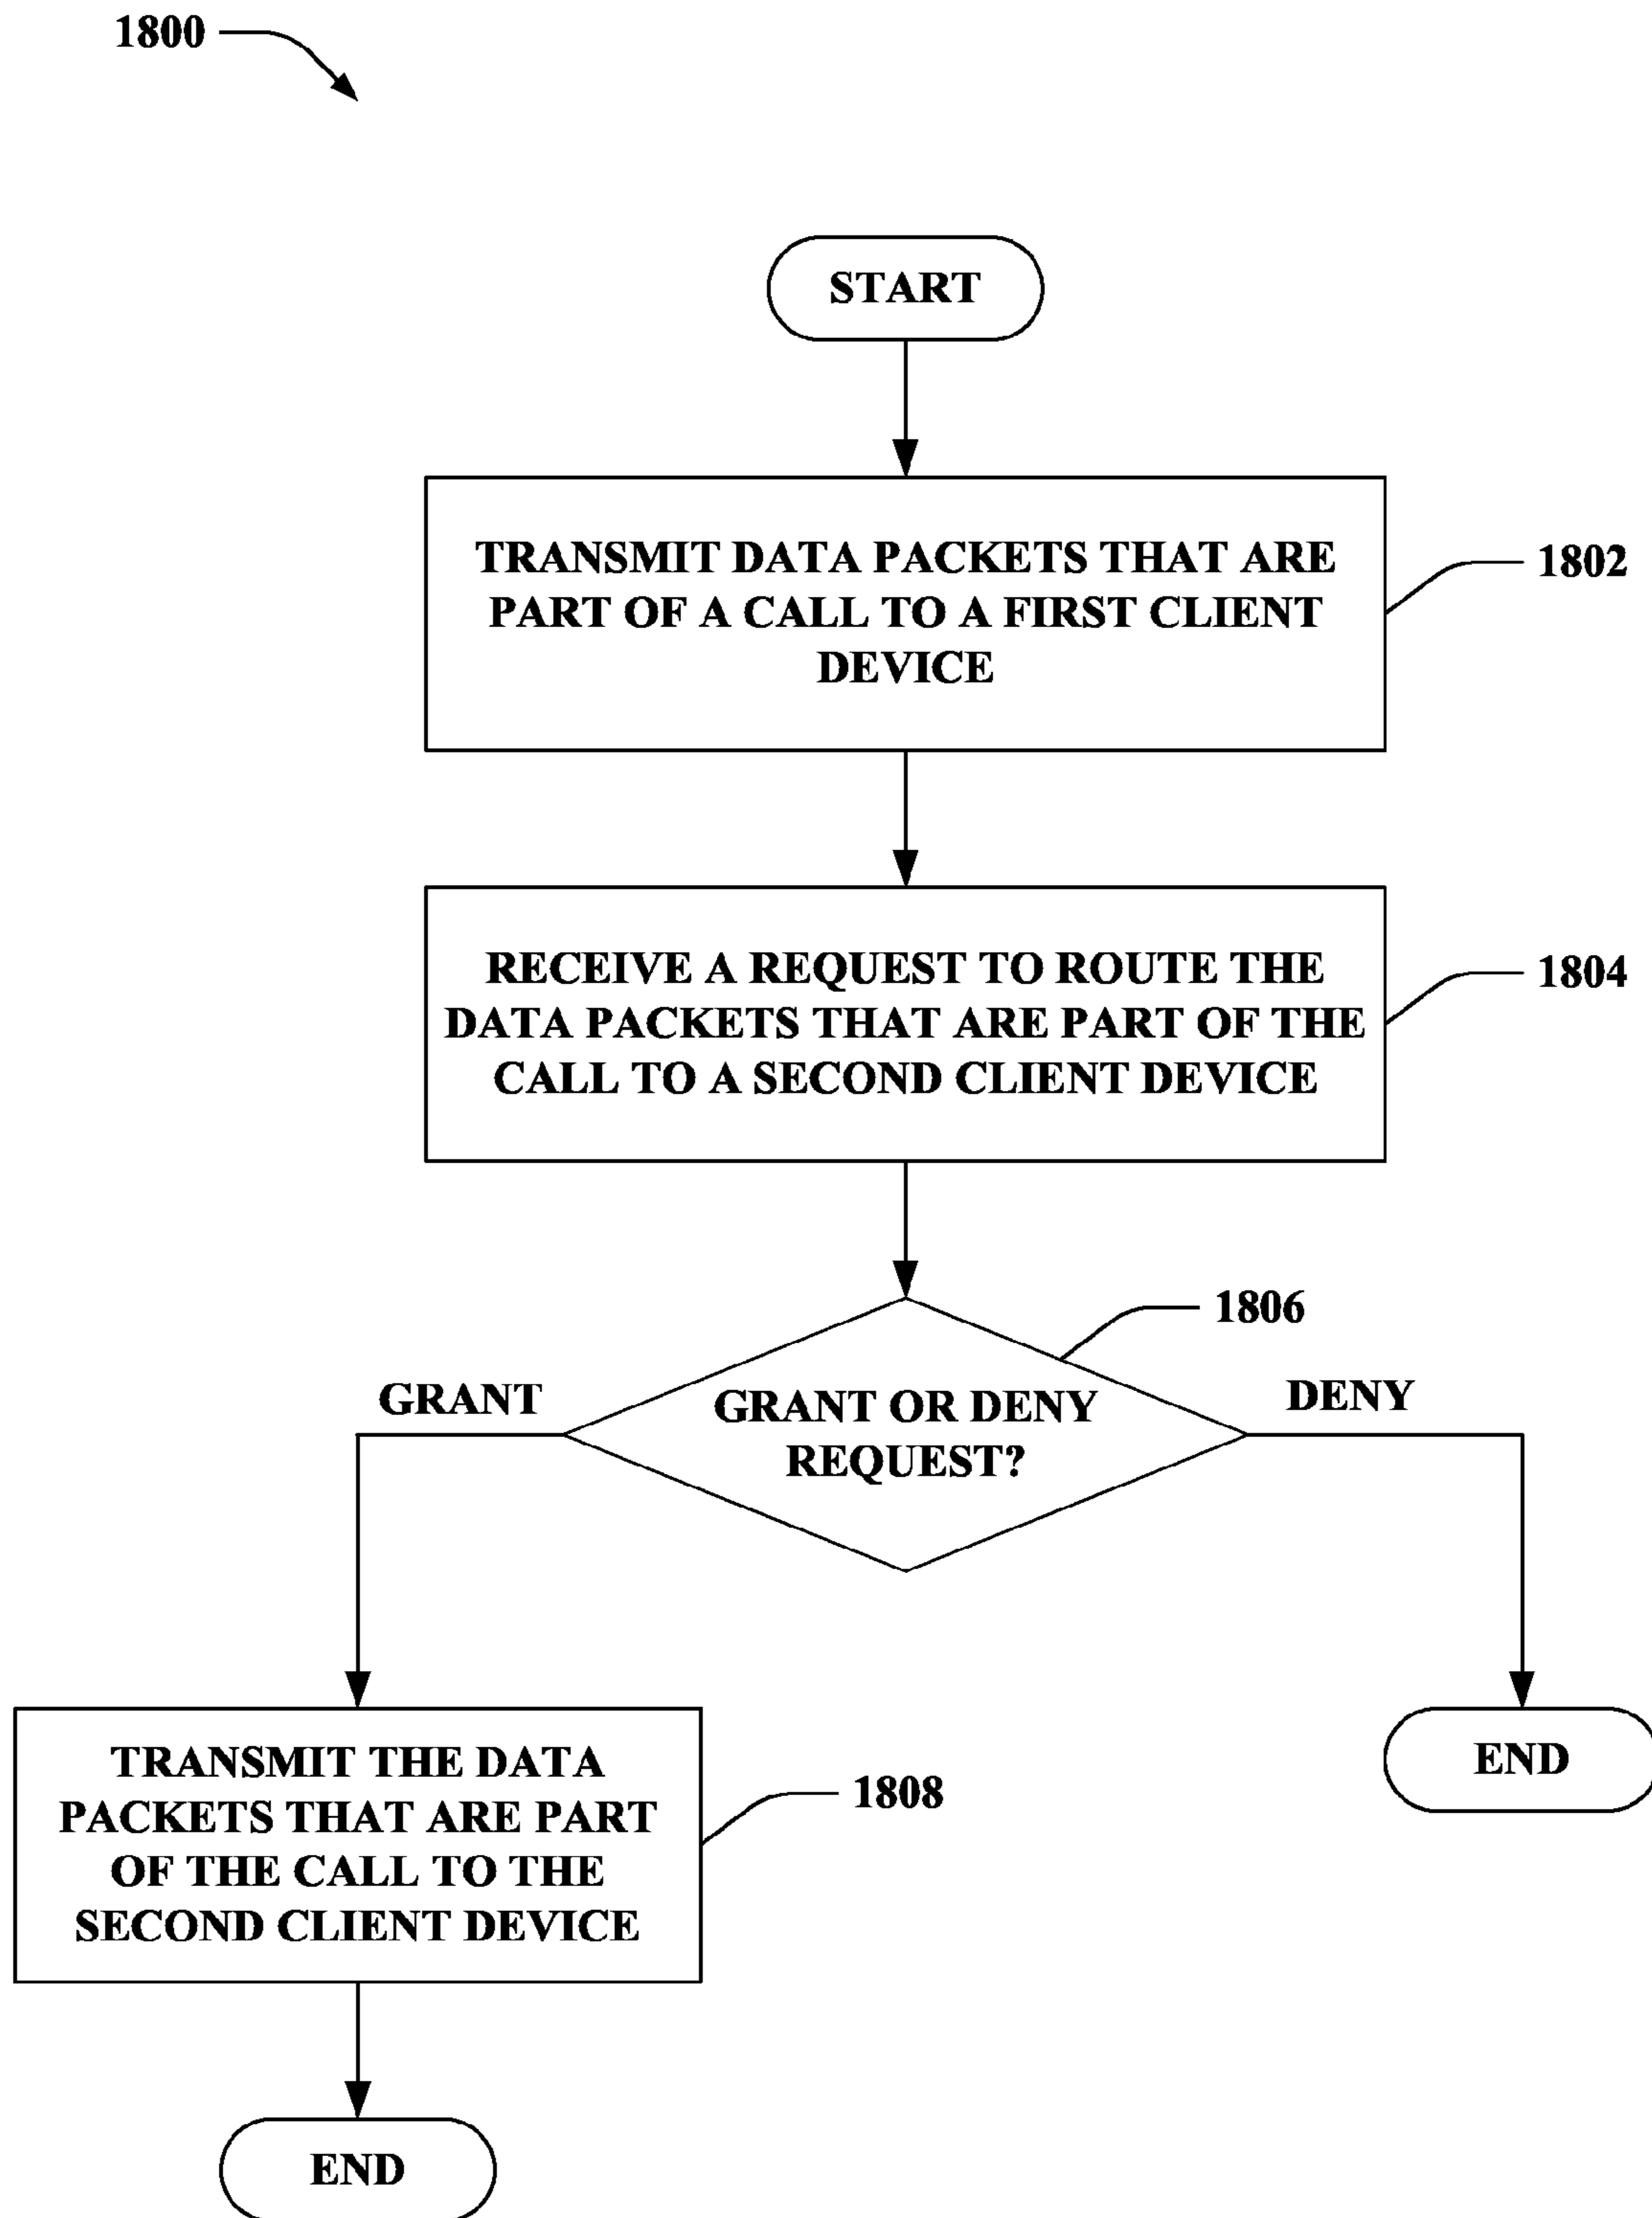 1800
START
TRANSMIT DATA PACKETS THAT ARE
PART OF A CALL TO A FIRST CLIENT
DEVICE
1802
RECEIVE A REQUEST TO ROUTE THE
DATA PACKETS THAT ARE PART OF THE
CALL TO A SECOND CLIENT DEVICE
1804
1806
GRANT
GRANT OR DENY
REQUEST?
DENY
TRANSMIT THE DATA
PACKETS THAT ARE PART
OF THE CALL TO THE
SECOND CLIENT DEVICE
1808
END
END